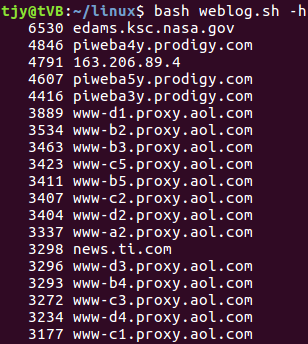 tjy@tVB:~/linux$ bash weblog.sh -h
6530 edams.ksc.nasa.gov
4846 piweba4y.prodigy.com
4791 163.206.89.4
4607 piweba5y.prodigy.com
4416 piweba3y.prodigy.com
3889 www-d1.proxy.aol.com
3534 www-b2.proxy.aol.com
3463 www-b3.proxy.aol.com
3423 www-c5.proxy.aol.com
3411 www-b5.proxy.aol.com
3407 www-c2.proxy.aol.com
3404 www-d2.proxy.aol.com
3337 www-a2.proxy.aol.com
3298 news.ti.com
3296 www-d3.proxy.aol.com
3293 www-b4.proxy.aol.com
3272 www-c3.proxy.aol.com
3234 www-d4.proxy.aol.com
3177 www-c1.proxy.aol.com